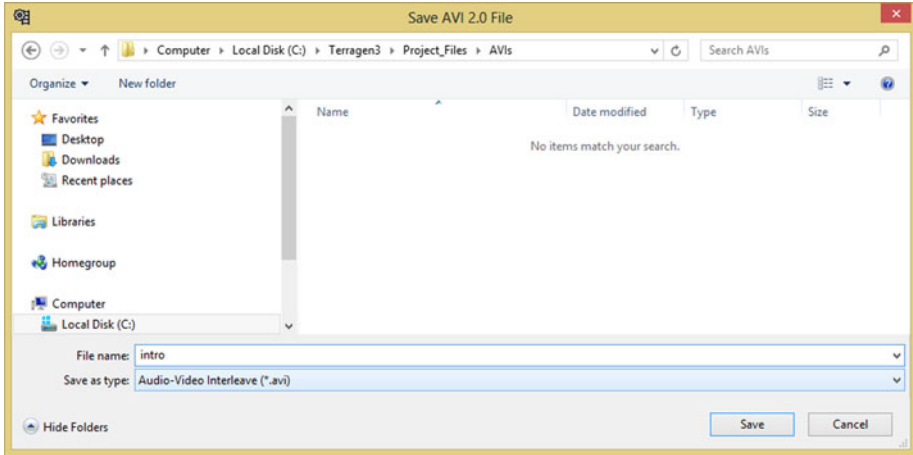 Save AVI 2.0 File
Computer Local Disk (C:) Terragen3 Project_Files AVIs Search AVIs
Organize New folder
Name Date modified Type Size
No items match your search.
Favorites
Desktop
Downloads
Recent places
Libraries
Homegroup
Computer
Local Disk (C:)
File name: intro
Save as type: Audio-Video Interleave (*.avi)
Hide Folders Save Cancel